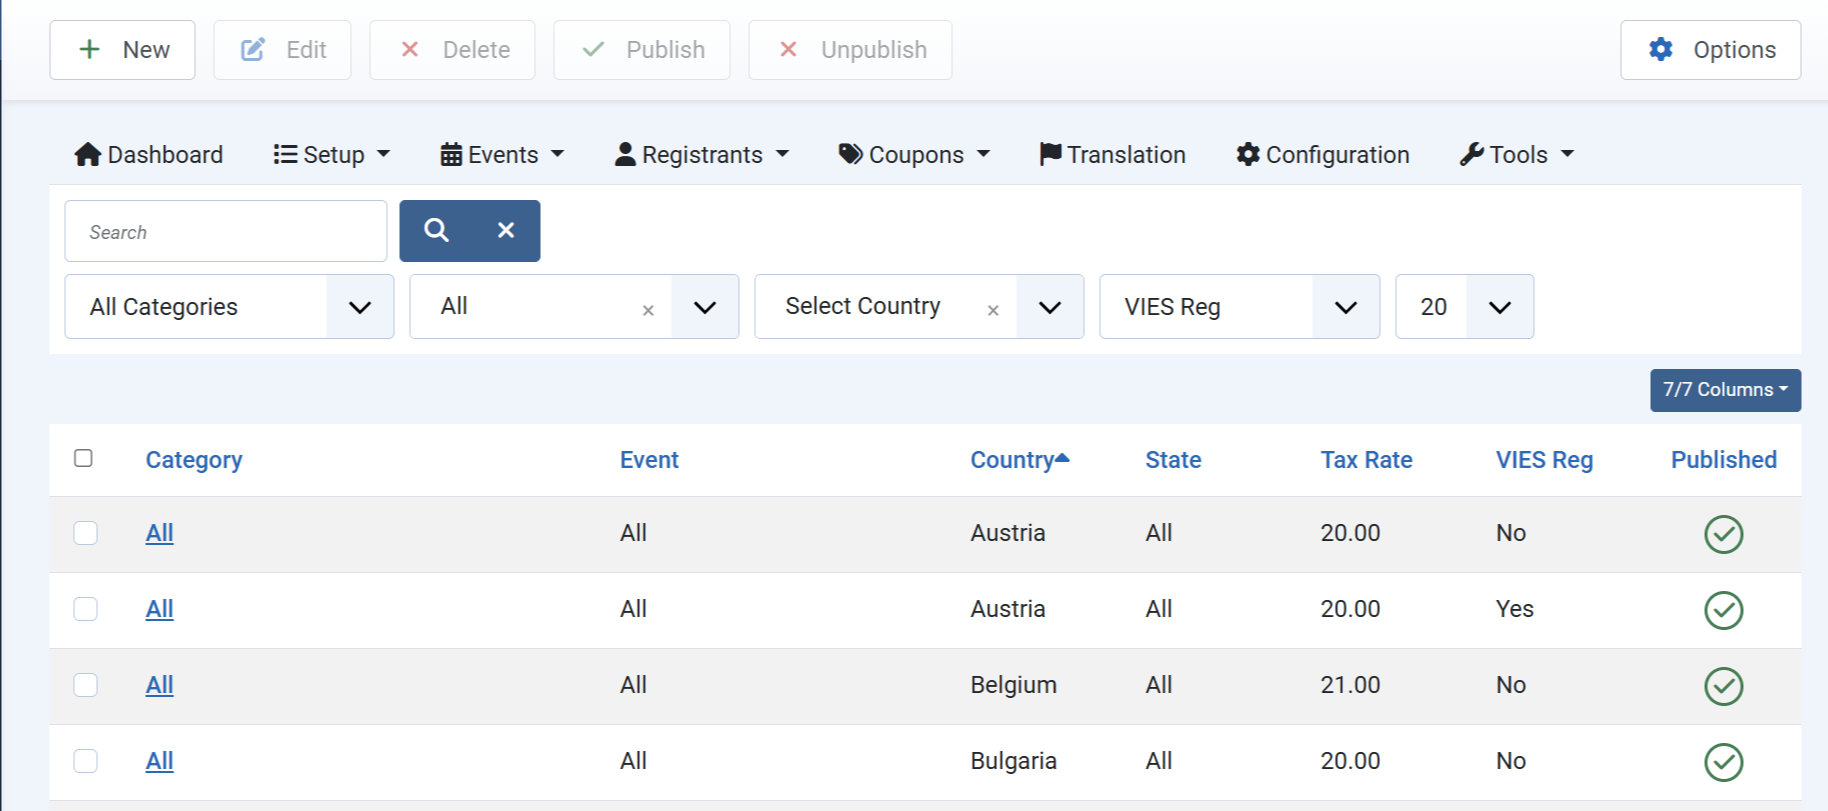 New Edit Delete Publish Unpublish Options
Dashboard Setup Events Registrants Coupons Translation Configuration Tools
Search
All Categories All × Select Country × VIES Reg 20
7/7 Columns
Category Event Country State Tax Rate VIES Reg Published
All All Austria All 20.00 No
All All Austria All 20.00 Yes
All All Belgium All 21.00 No
All All Bulgaria All 20.00 No